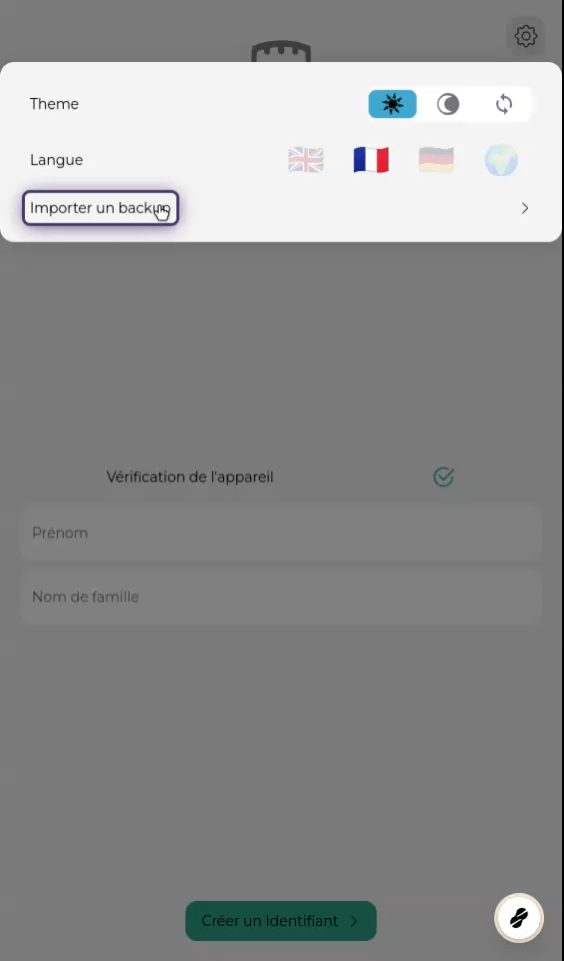 Theme
Langue
Importer un backup
Vérification de l'appareil
Prénom
Nom de famille
Créer un Identifiant